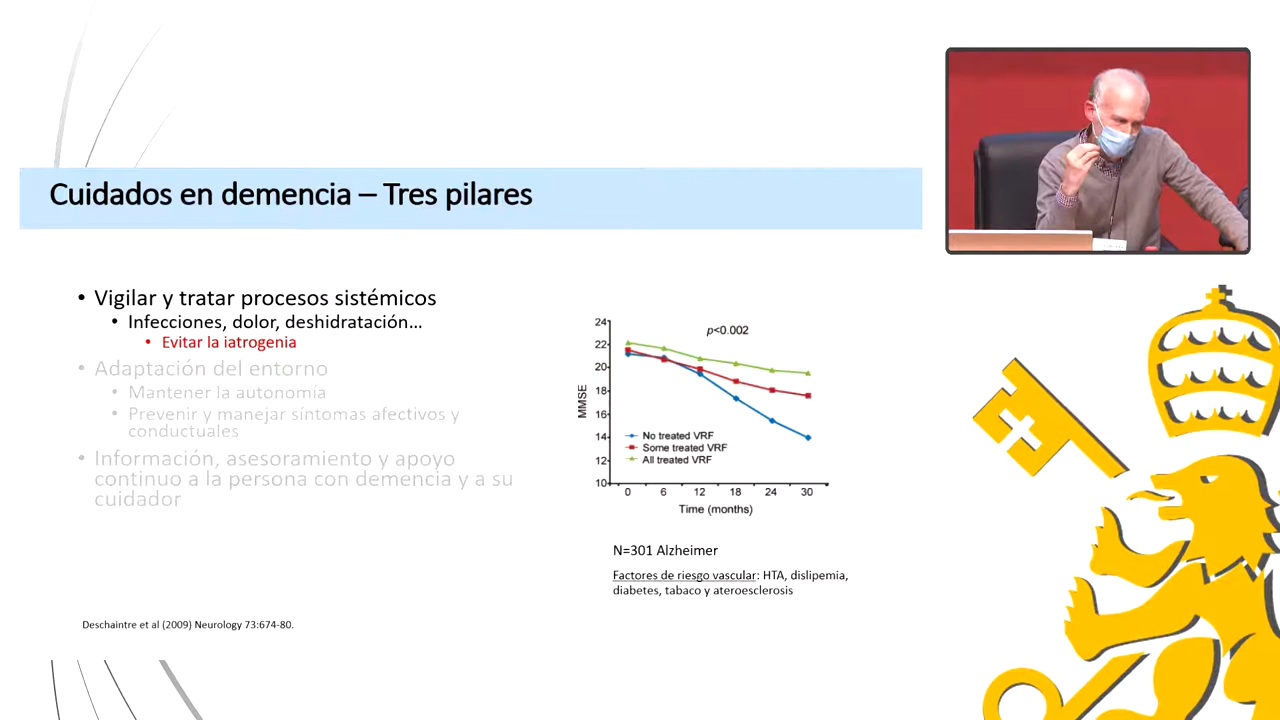 Cuidados en demencia – Tres pilares
• Vigilar y tratar procesos sistémicos
• Infecciones, dolor, deshidratación…
• Evitar la iatrogenia
• Adaptación del entorno
• Mantener la autonomía
• Prevenir y manejar síntomas afectivos y
conductuales
• Información, asesoramiento y apoyo
continuo a la persona con demencia y a su
cuidador
24
22
20
18
16
14
12
10
MMSE
p<0.002
No treated VRF
Some treated VRF
All treated VRF
0 6 12 18 24 30
Time (months)
N=301 Alzheimer
Factores de riesgo vascular: HTA, dislipemia,
diabetes, tabaco y ateroesclerosis
Deschaintre et al (2009) Neurology 73:674-80.